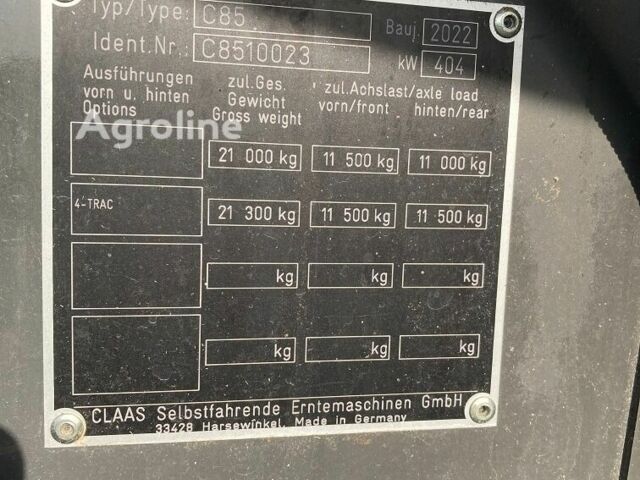 Typ/Type: C85 Bauj. 2022
Ident.Nr.: C8510023 kW 404
Ausführungen zul.Ges. zul.Achslast/axle load
vorn u. hinten Gewicht vorn/front hinten/rear
Options Gross weight
Agroline
21 000 kg 11 500 kg 11 000 kg
4-TRAC 21 300 kg 11 500 kg 11 500 kg
kg kg kg
kg kg kg
CLAAS Selbstfahrende Erntemaschinen GmbH
33428 Harsewinkel, Made in Germany